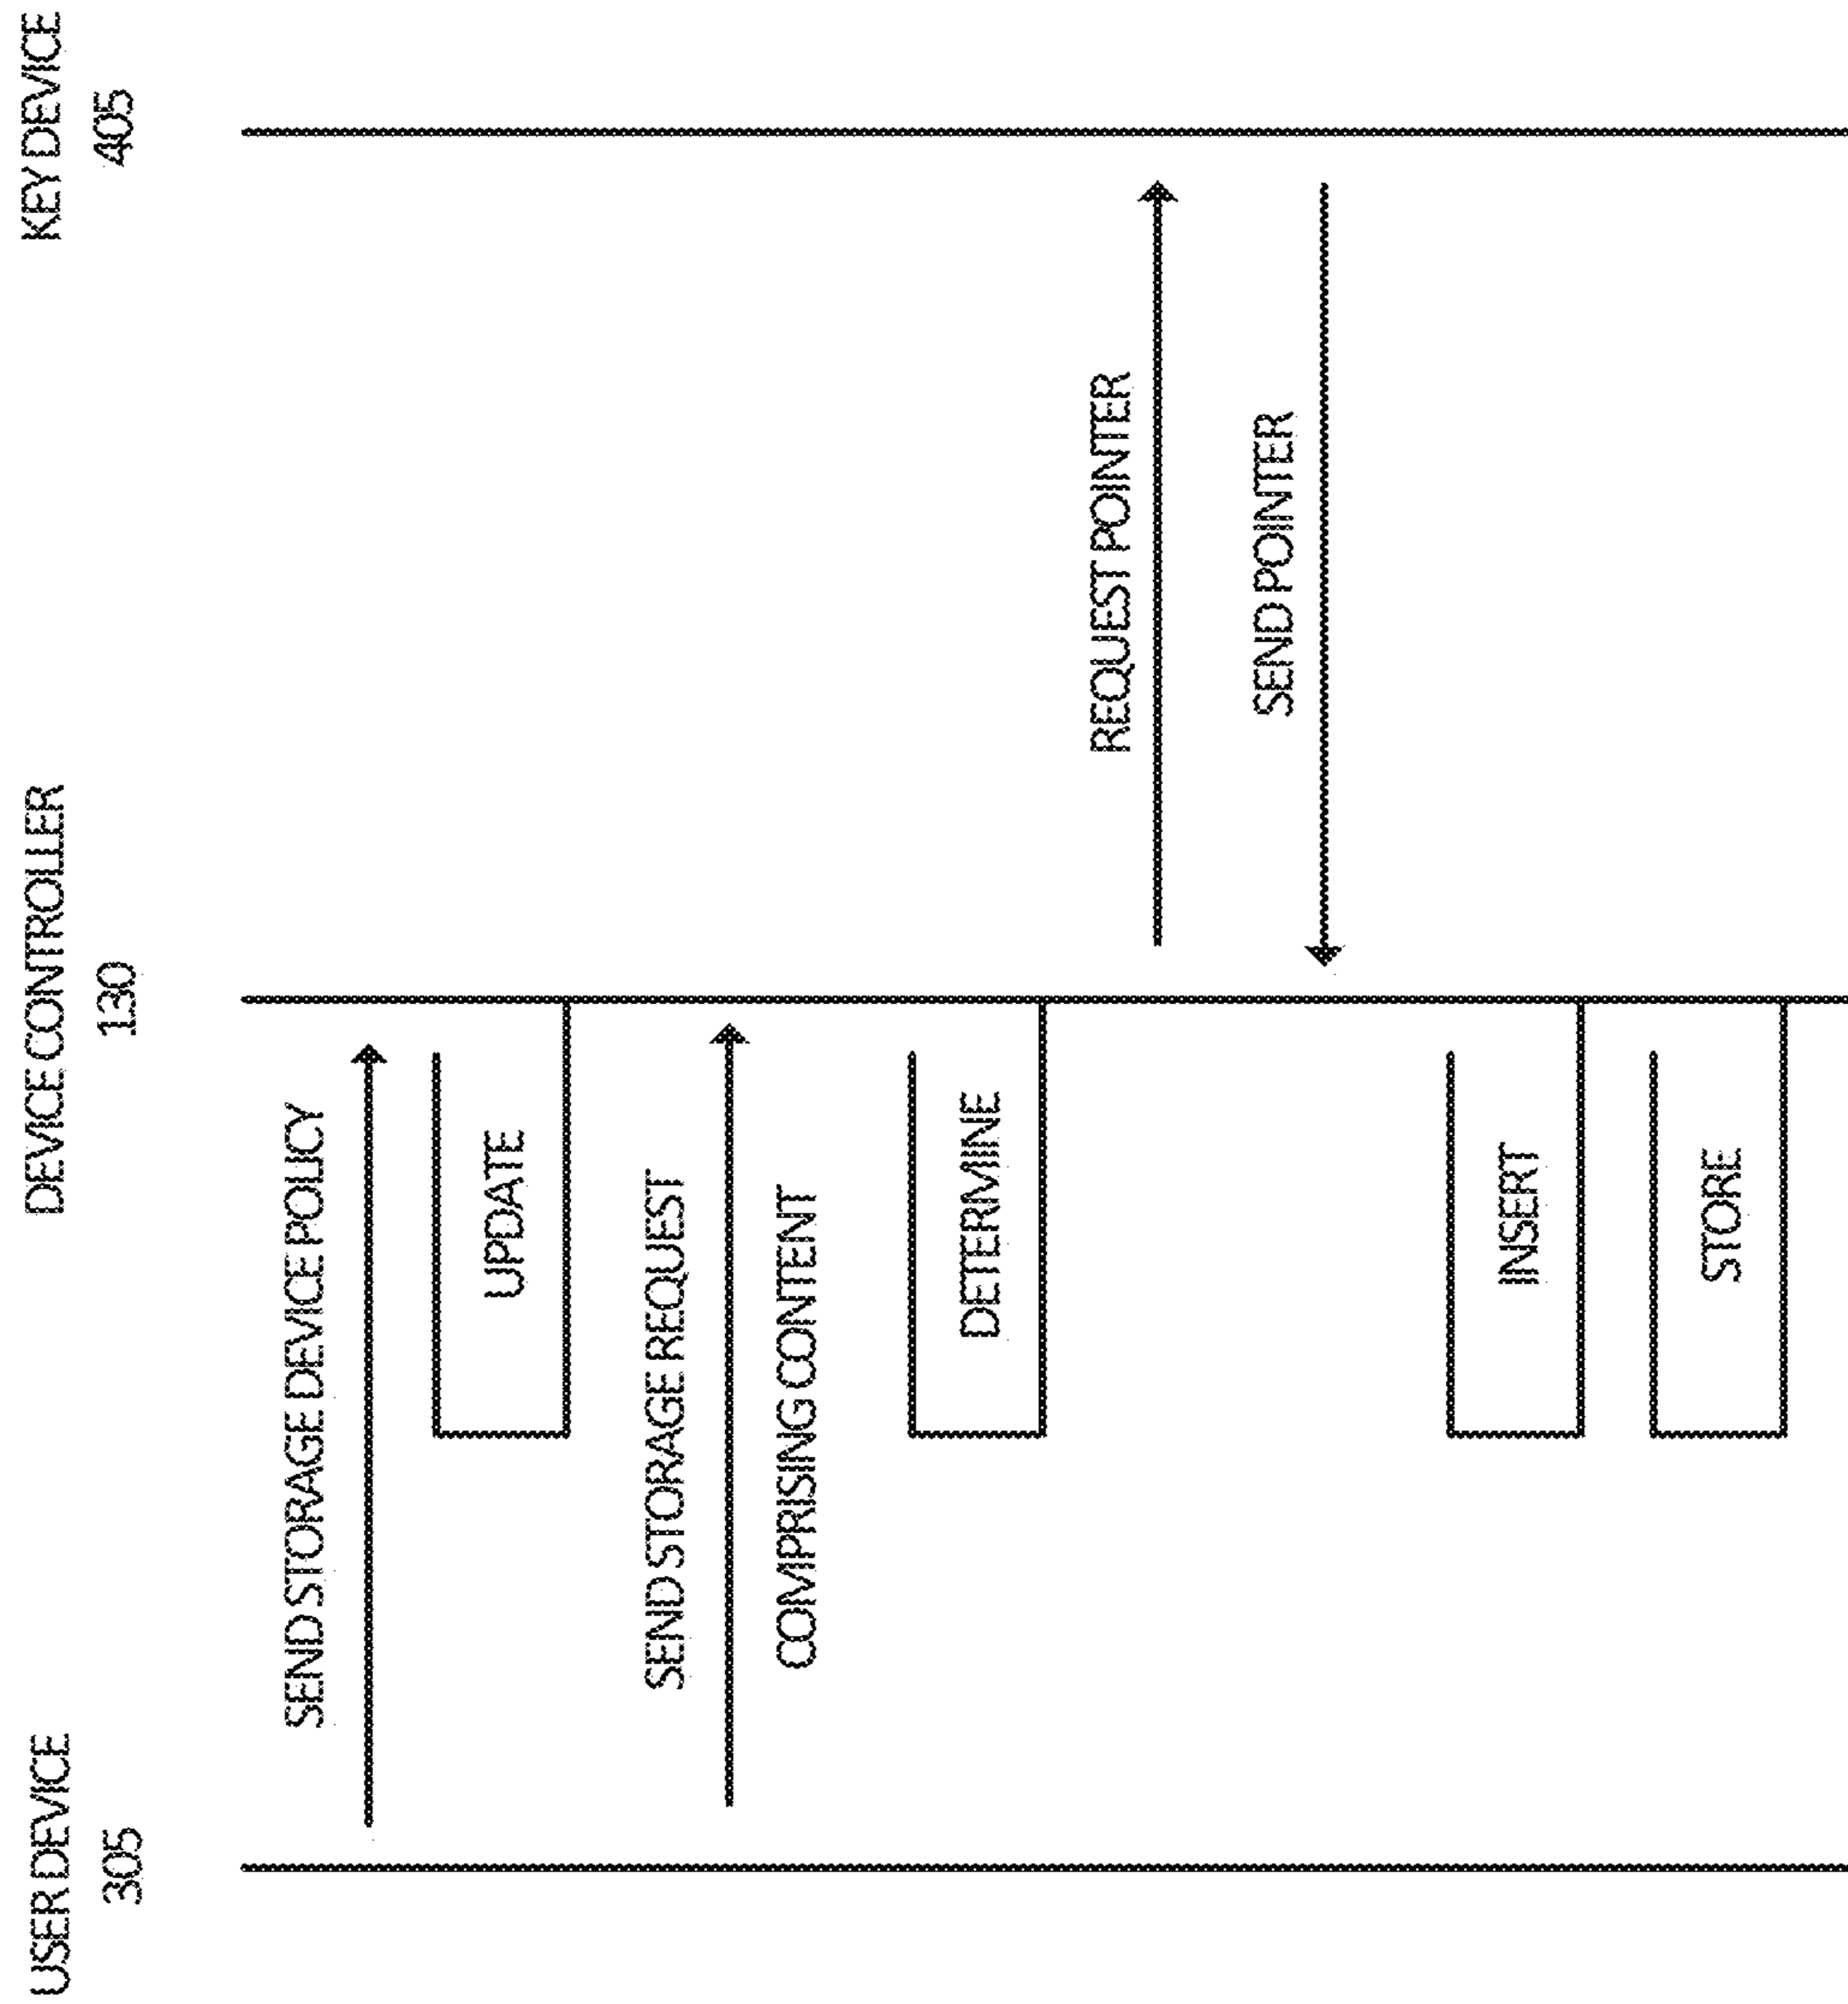 USER DEVICE
305
DEVICE CONTROLLER
130
KEY DEVICE
405
SEND STORAGE DEVICE POLICY
UPDATE
SEND STORAGE REQUEST
COMPRISING CONTENT
DETERMINE
REQUEST POINTER
SEND POINTER
INSERT
STORE